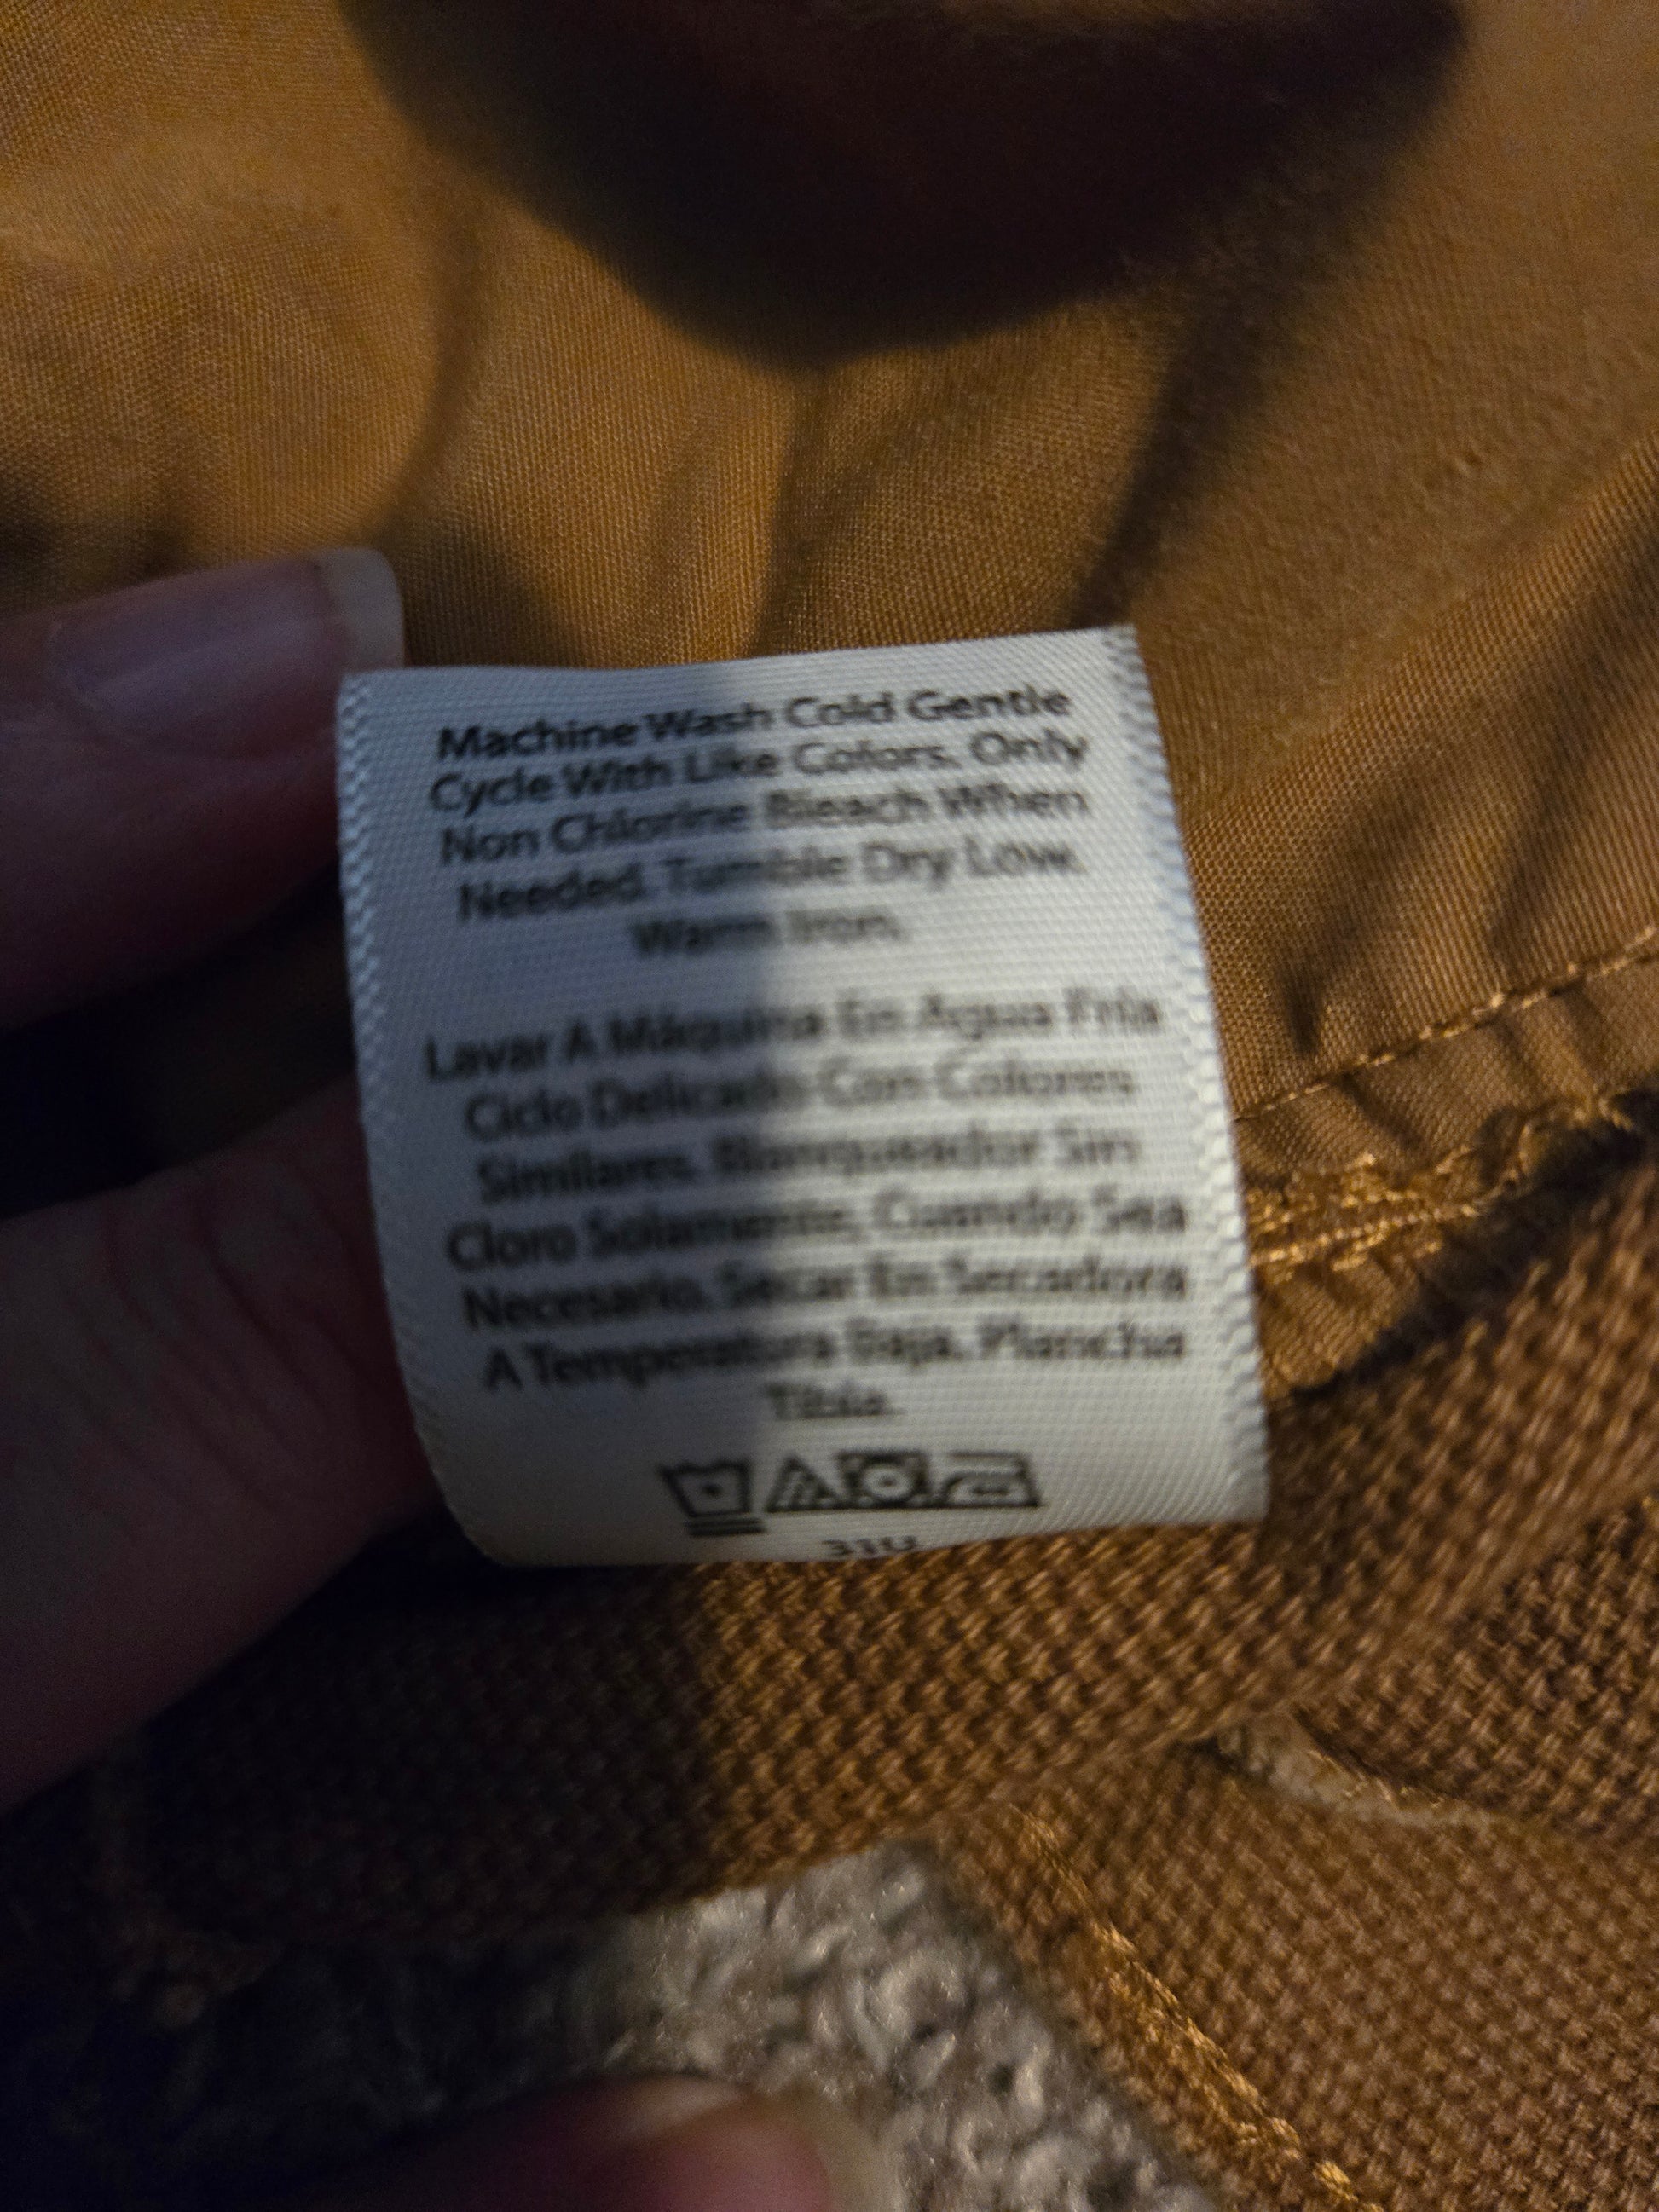 Machine Wash Cold Gentle
Cycle With Like Colors. Only
Non Chlorine Bleach When
Needed. Tumble Dry Low.
Warm Iron.
Lavar A Máquina En Agua Fría
Ciclo Delicado Con Colores
Similares. Blanqueador Sin
Cloro Solamente, Cuando Sea
Necesario. Secar En Secadora
A Temperatura Baja. Plancha
Tibia.